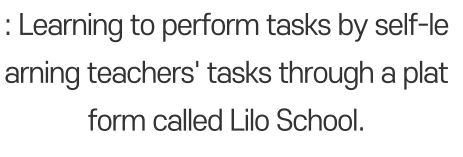 : Learning to perform tasks by self-le
arning teachers' tasks through a plat
form called Lilo School.